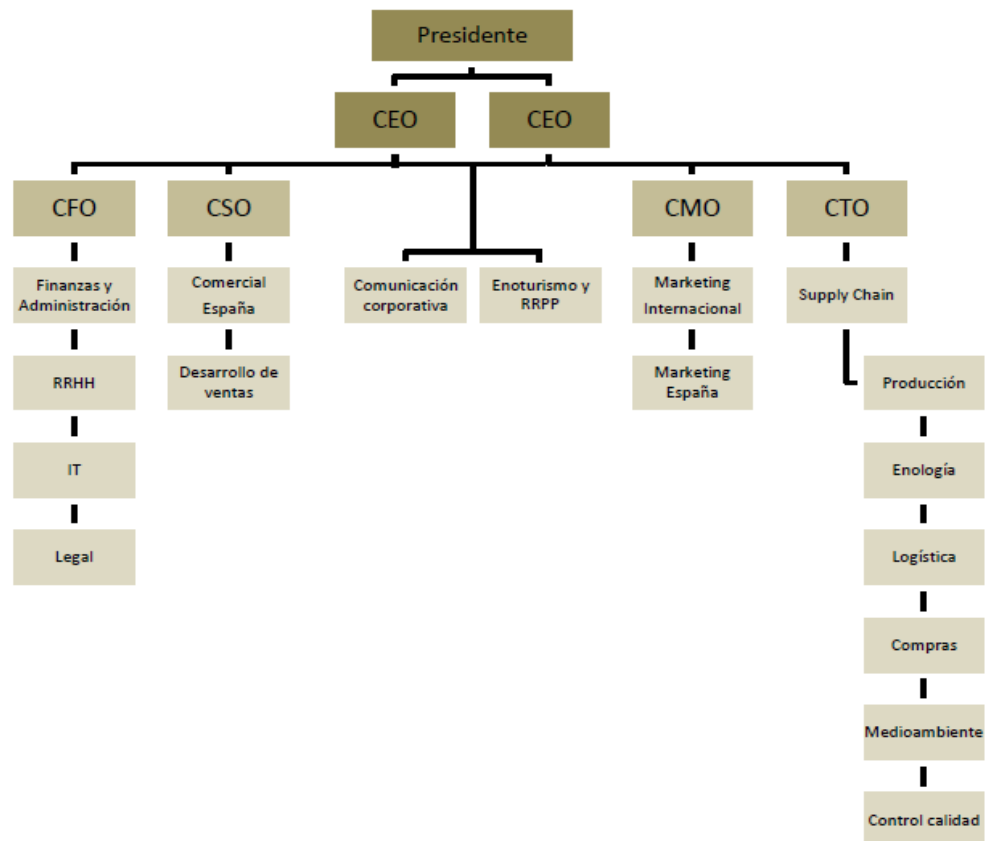 Presidente
CEO
CEO
CFO
CSO
CMO
CTO
Finanzas y
Administración
Comercial
España
Comunicación
corporativa
Enoturismo y
RRPP
Marketing
Internacional
Supply Chain
RRHH
Desarrollo de
ventas
Marketing
España
Producción
IT
Enología
Legal
Logística
Compras
Medioambiente
Control calidad